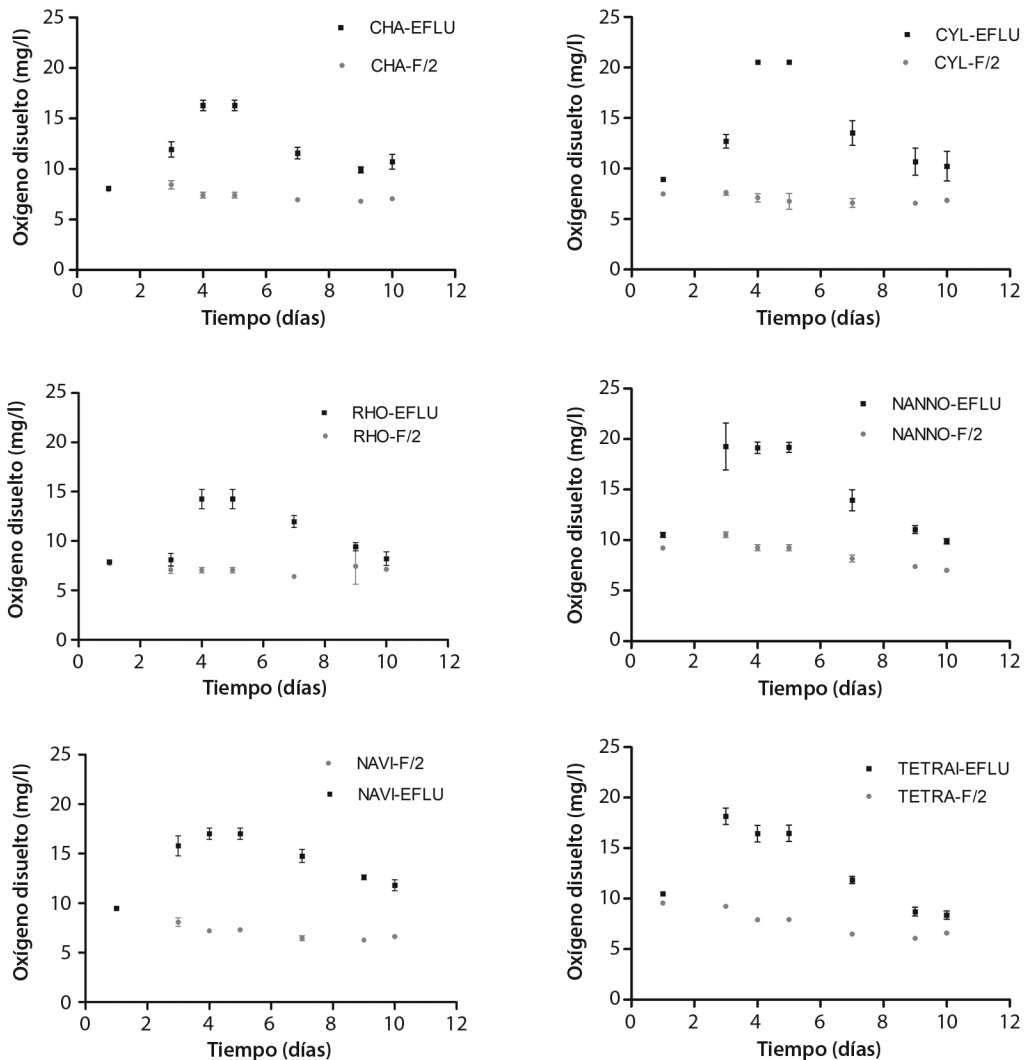 Oxígeno disuelto (mg/l)
25
20
15
10
5
0
CHA-EFLU
CHA-F/2
0 2 4 6 8 10 12
Tiempo (días)
Oxígeno disuelto (mg/l)
25
20
15
10
5
0
CYL-EFLU
CYL-F/2
0 2 4 6 8 10 12
Tiempo (días)
Oxígeno disuelto (mg/l)
25
20
15
10
5
0
RHO-EFLU
RHO-F/2
0 2 4 6 8 10 12
Tiempo (días)
Oxígeno disuelto (mg/l)
25
20
15
10
5
0
NANNO-EFLU
NANNO-F/2
0 2 4 6 8 10 12
Tiempo (días)
Oxígeno disuelto (mg/l)
25
20
15
10
5
0
NAVI-F/2
NAVI-EFLU
0 2 4 6 8 10 12
Tiempo (días)
Oxígeno disuelto (mg/l)
25
20
15
10
5
0
TETRAI-EFLU
TETRA-F/2
0 2 4 6 8 10 12
Tiempo (días)